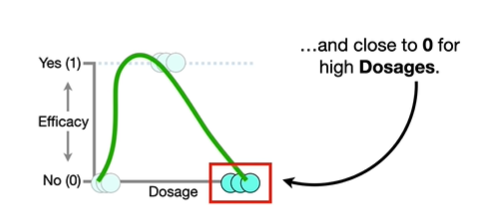 ...and close to 0 for
high Dosages.
Yes (1)
Efficacy
No (0)
Dosage